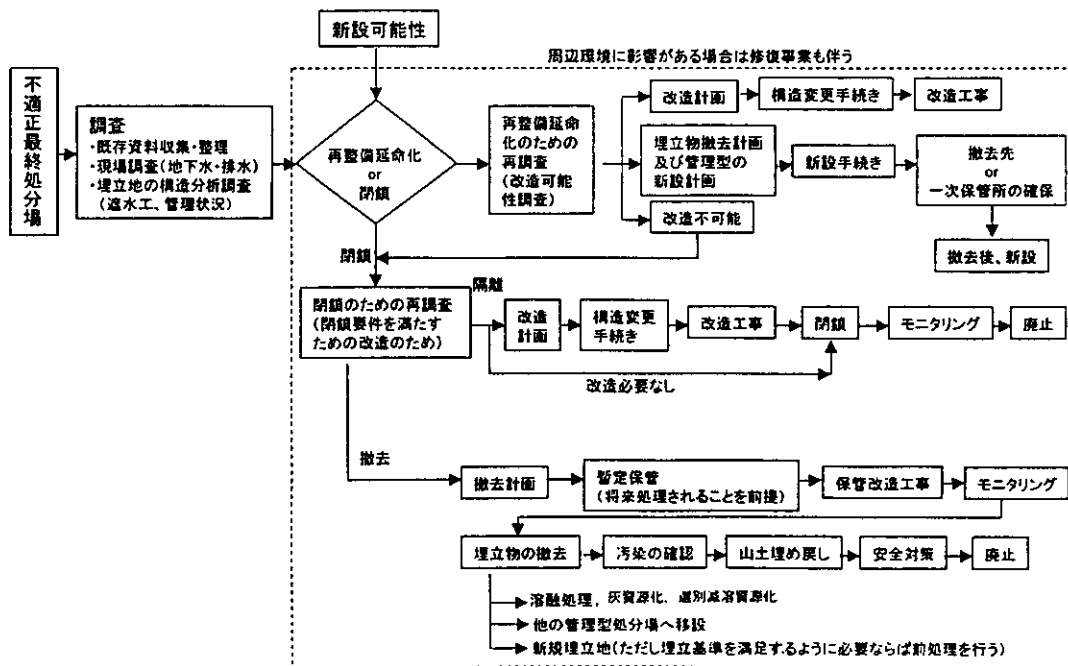 新設可能性
周辺環境に影響がある場合は修復事業も伴う
不適正最終処分場
調査
・既存資料収集・整理
・現場調査(地下水・排水)
・埋立地の構造分析調査
(遮水工、管理状況)
再整備延命化
or
閉鎖
再整備延命
化のための
再調査
(改造可能
性調査)
改造計画
構造変更手続き
改造工事
埋立物撤去計画
及び管理型の
新設計画
新設手続き
撤去先
or
一次保管所の確保
改造不可能
撤去後、新設
閉鎖
隔離
閉鎖のための再調査
(閉鎖要件を満たす
ための改造のため)
改造
計画
構造変更
手続き
改造工事
閉鎖
モニタリング
廃止
改造必要なし
撤去
撤去計画
暫定保管
(将来処理されることを前提)
保管改造工事
モニタリング
埋立物の撤去
汚染の確認
山土埋め戻し
安全対策
廃止
溶融処理, 灰資源化、選別減溶資源化
他の管理型処分場へ移設
新規埋立地(ただし埋立基準を満足するように必要ならば前処理を行う)